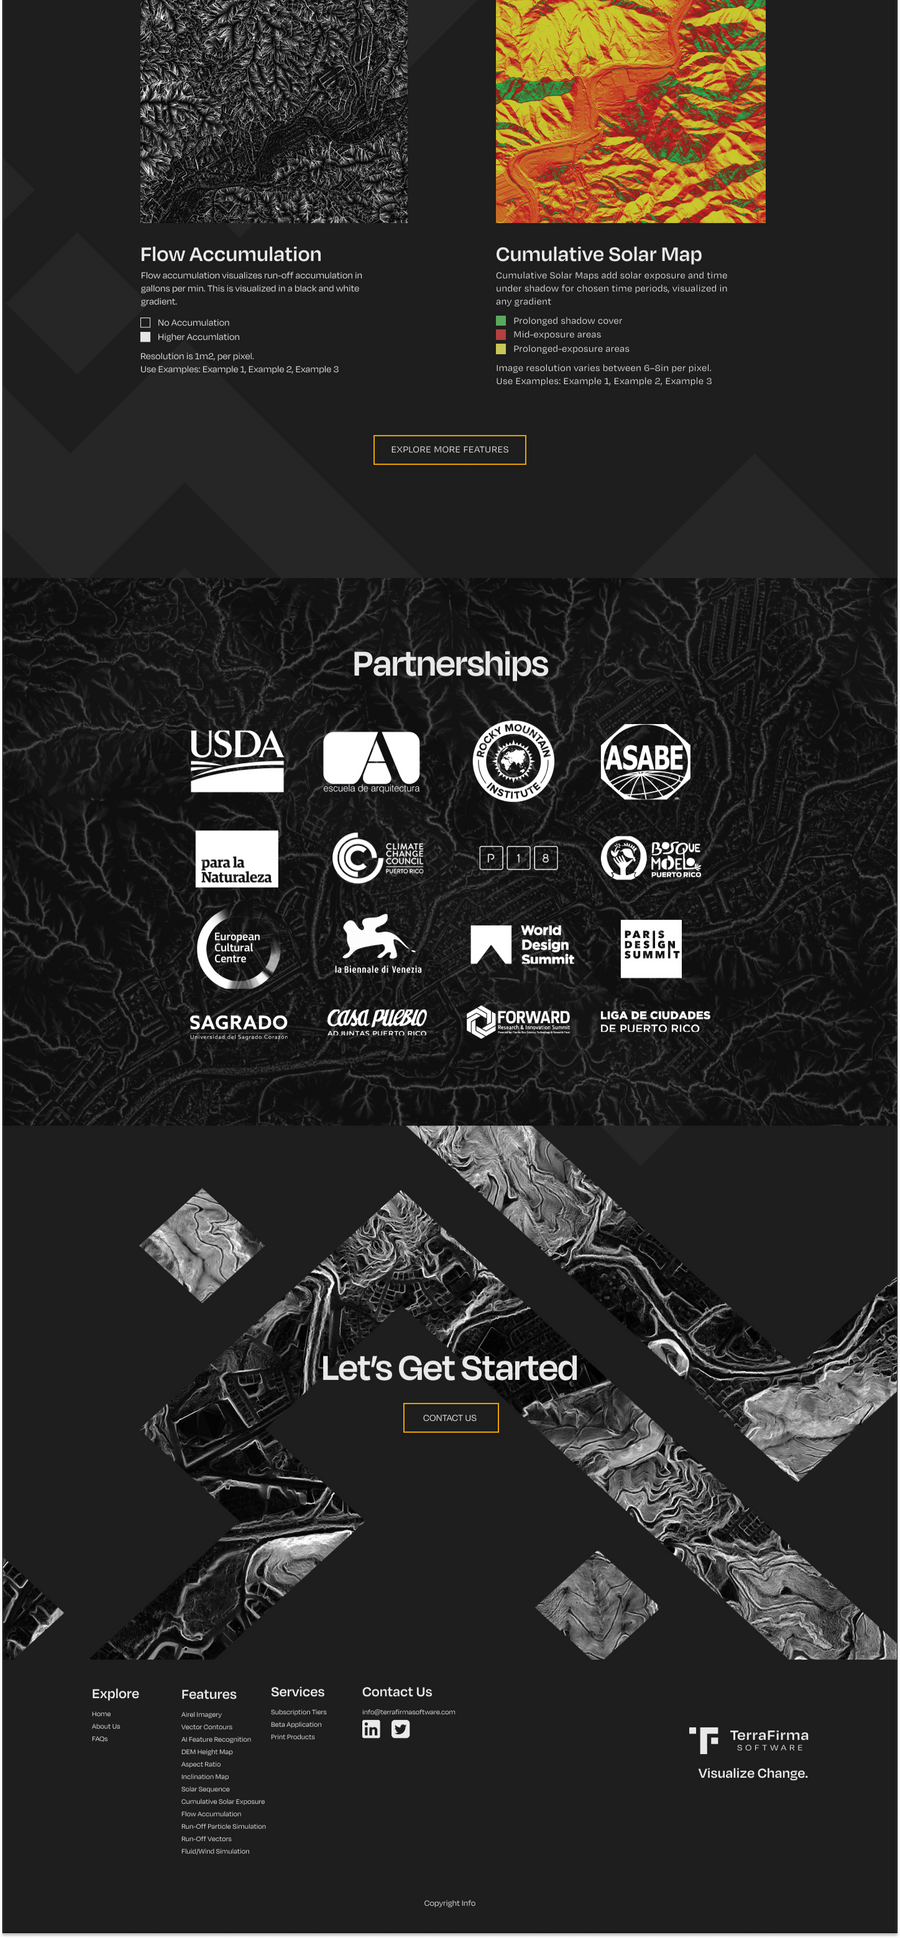 Flow Accumulation
Flow accumulation visualizes run-off accumulation in
gallons per min. This is visualized in a black and white
gradient.
No Accumulation
Higher Accumlation
Resolution is 1m2, per pixel.
Use Examples: Example 1, Example 2, Example 3
Cumulative Solar Map
Cumulative Solar Maps add solar exposure and time
under shadow for chosen time periods, visualized in
any gradient
Prolonged shadow cover
Mid-exposure areas
Prolonged-exposure areas
Image resolution varies between 6–8in per pixel.
Use Examples: Example 1, Example 2, Example 3
EXPLORE MORE FEATURES
Partnerships
USDA
A
escuela de arquitectura
ROCKY MOUNTAIN
INSTITUTE
ASABE
para la
Naturaleza
CLIMATE
CHANGE
COUNCIL
PUERTO RICO
P 1 8
BOSQUE
MODELO
PUERTO RICO
European
Cultural
Centre
la Biennale di Venezia
World
Design
Summit
PARIS
DESIGN
SUMMIT
SAGRADO
Universidad del Sagrado Corazón
CASA PUEBLO
ADJUNTAS PUERTO RICO
FORWARD
Research & Innovation Summit
LIGA DE CIUDADES
DE PUERTO RICO
Let's Get Started
CONTACT US
Explore
Home
About Us
FAQs
Features
Airel Imagery
Vector Contours
AI Feature Recognition
DEM Height Map
Aspect Ratio
Inclination Map
Solar Sequence
Cumulative Solar Exposure
Flow Accumulation
Run-Off Particle Simulation
Run-Off Vectors
Fluid/Wind Simulation
Services
Subscription Tiers
Beta Application
Print Products
Contact Us
info@terrafirmasoftware.com
in
TerraFirma
SOFTWARE
Visualize Change.
Copyright Info